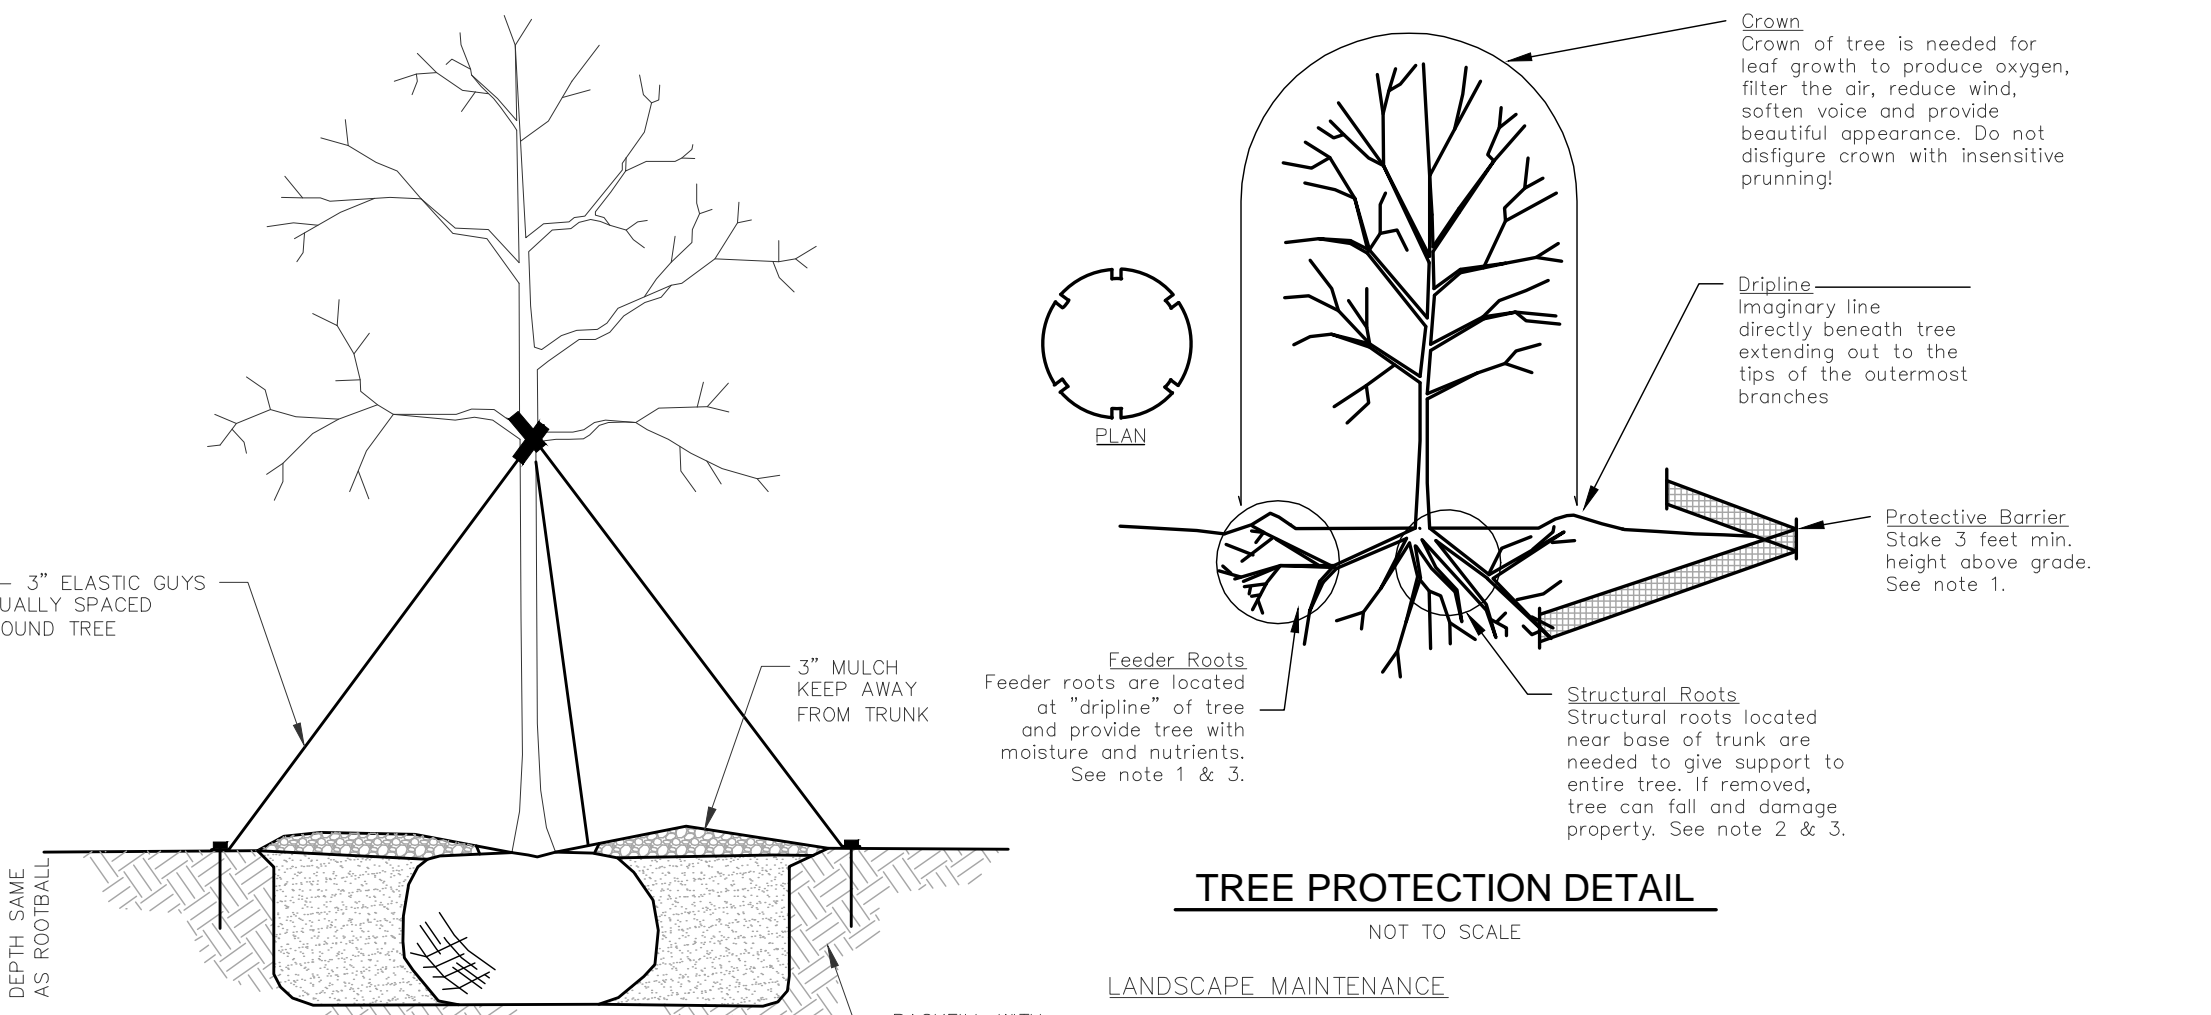 Crown
Crown of tree is needed for
leaf growth to produce oxygen,
filter the air, reduce wind,
soften voice and provide
beautiful appearance. Do not
disfigure crown with insensitive
prunning!
Dripline
Imaginary line
directly beneath tree
extending out to the
tips of the outermost
branches
PLAN
Protective Barrier
Stake 3 feet min.
height above grade.
See note 1.
3" ELASTIC GUYS
UALLY SPACED
OUND TREE
3" MULCH
KEEP AWAY
FROM TRUNK
Feeder Roots
Feeder roots are located
at "dripline" of tree
and provide tree with
moisture and nutrients.
See note 1 & 3.
Structural Roots
Structural roots located
near base of trunk are
needed to give support to
entire tree. If removed,
tree can fall and damage
property. See note 2 & 3.
DEPTH SAME
AS ROOTBALL
TREE PROTECTION DETAIL
NOT TO SCALE
LANDSCAPE MAINTENANCE